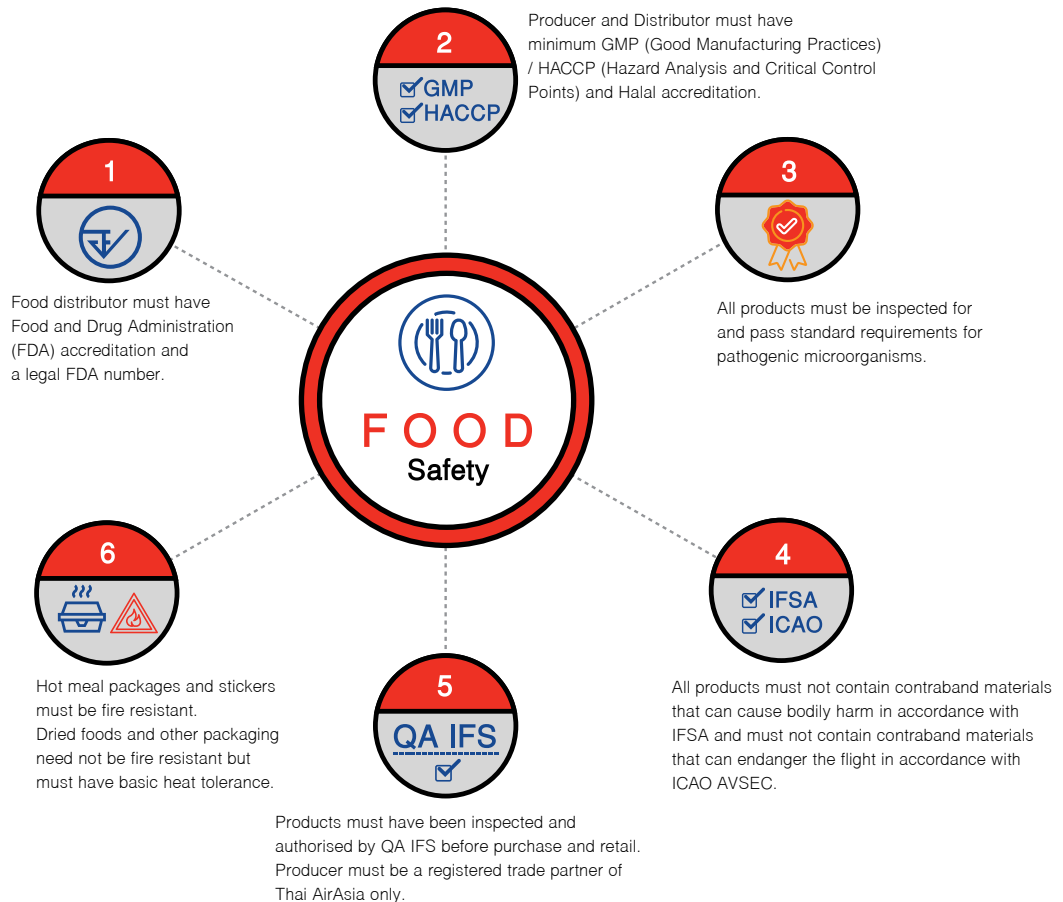 1
Food distributor must have
Food and Drug Administration
(FDA) accreditation and
a legal FDA number.
2
GMP
HACCP
Producer and Distributor must have
minimum GMP (Good Manufacturing Practices)
/ HACCP (Hazard Analysis and Critical Control
Points) and Halal accreditation.
3
All products must be inspected for
and pass standard requirements for
pathogenic microorganisms.
FOOD
Safety
4
IFSA
ICAO
All products must not contain contraband materials
that can cause bodily harm in accordance with
IFSA and must not contain contraband materials
that can endanger the flight in accordance with
ICAO AVSEC.
5
QA IFS
Products must have been inspected and
authorised by QA IFS before purchase and retail.
Producer must be a registered trade partner of
Thai AirAsia only.
6
Hot meal packages and stickers
must be fire resistant.
Dried foods and other packaging
need not be fire resistant but
must have basic heat tolerance.